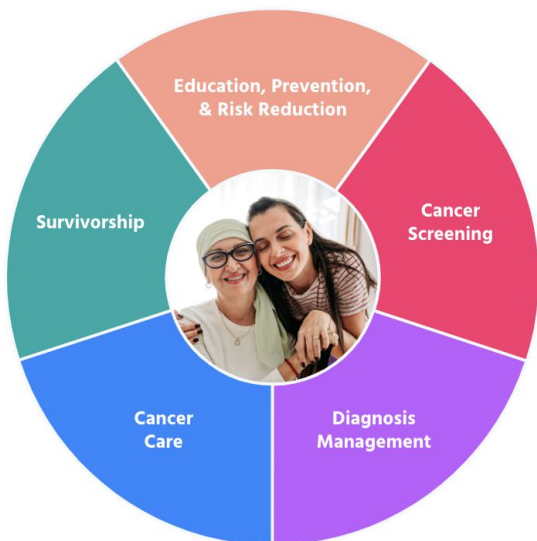 Education, Prevention,
& Risk Reduction
Cancer
Screening
Diagnosis
Management
Cancer
Care
Survivorship